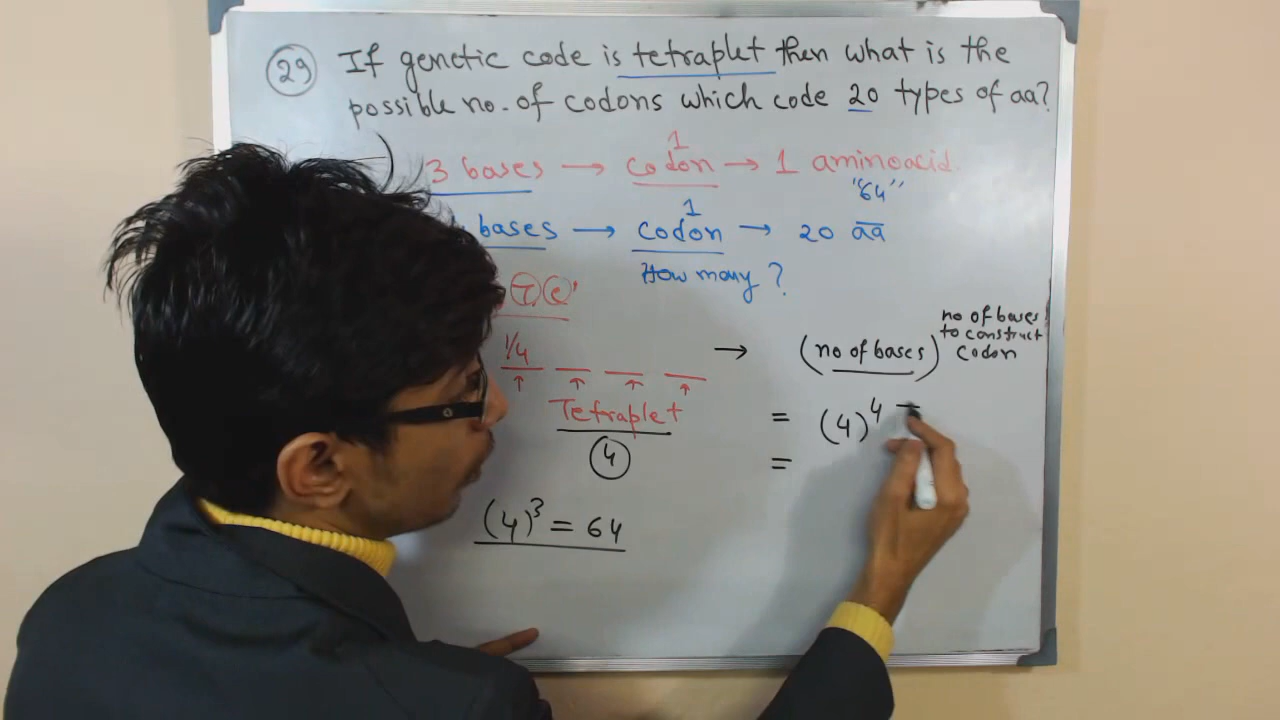 29 If genetic code is tetraplet then what is the
possible no. of codons which code 20 types of aa?
1
3 bases → codon → 1 aminoacid.
"64"
1
bases → codon → 20 aa
How many ?
T C'
no of bases
to construct
Codon
1/4 → (no of bases)
Tetraplet = (4)^4 =
4 =
(4)^3 = 64